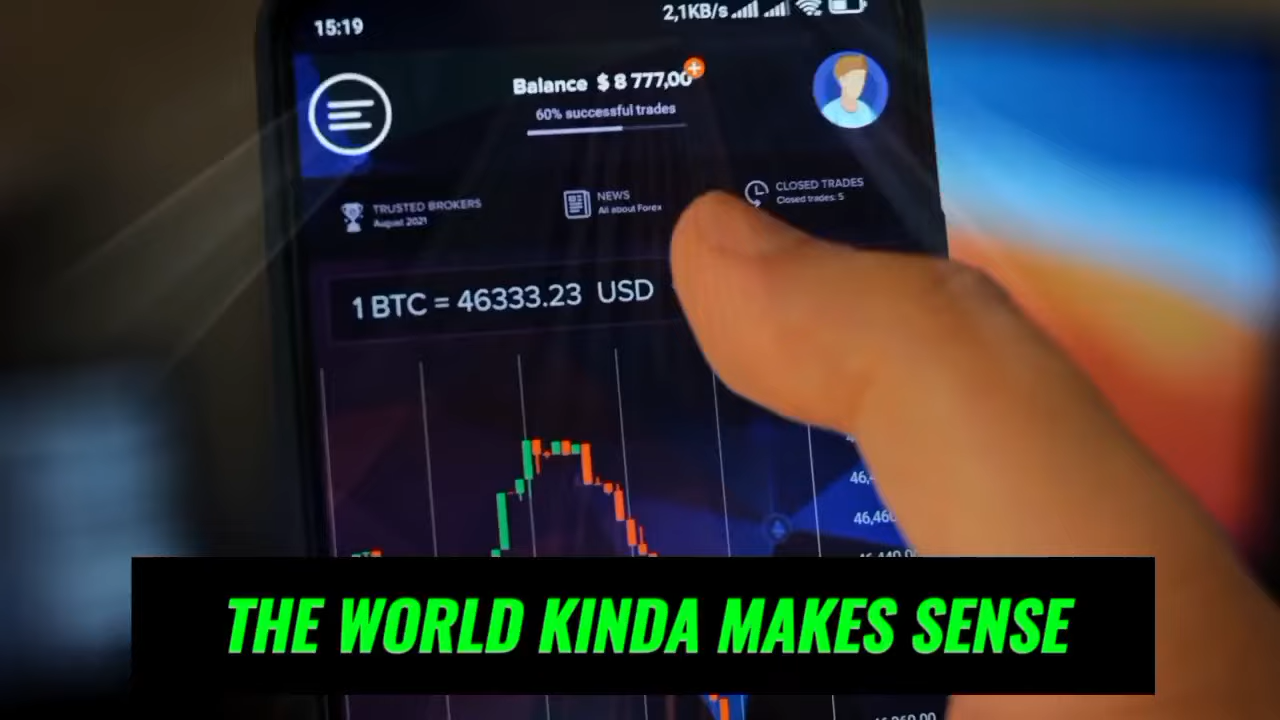 15:19
2,1KB/s
Balance $ 8 777,00
60% successful trades
TRUSTED BROKERS
August 2021
NEWS
All about Forex
CLOSED TRADES
Closed trades: 5
1 BTC = 46333.23 USD
THE WORLD KINDA MAKES SENSE